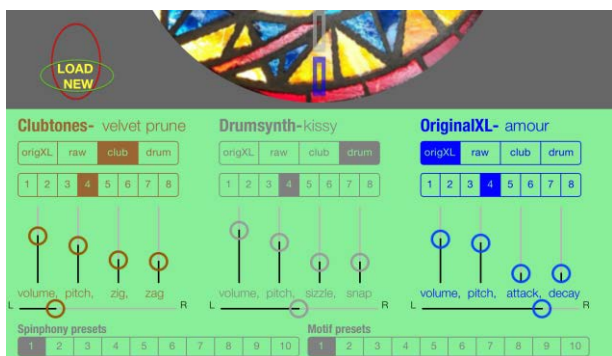 LOAD
NEW
Clubtones- velvet prune
origXL raw club drum
1 2 3 4 5 6 7 8
volume, pitch, zig, zag
L R
Drumsynth-kissy
origXL raw club drum
1 2 3 4 5 6 7 8
volume, pitch, sizzle, snap
L R
OriginalXL- amour
origXL raw club drum
1 2 3 4 5 6 7 8
volume, pitch, attack, decay
L R
Spinphony presets
1 2 3 4 5 6 7 8 9 10
Motif presets
1 2 3 4 5 6 7 8 9 10